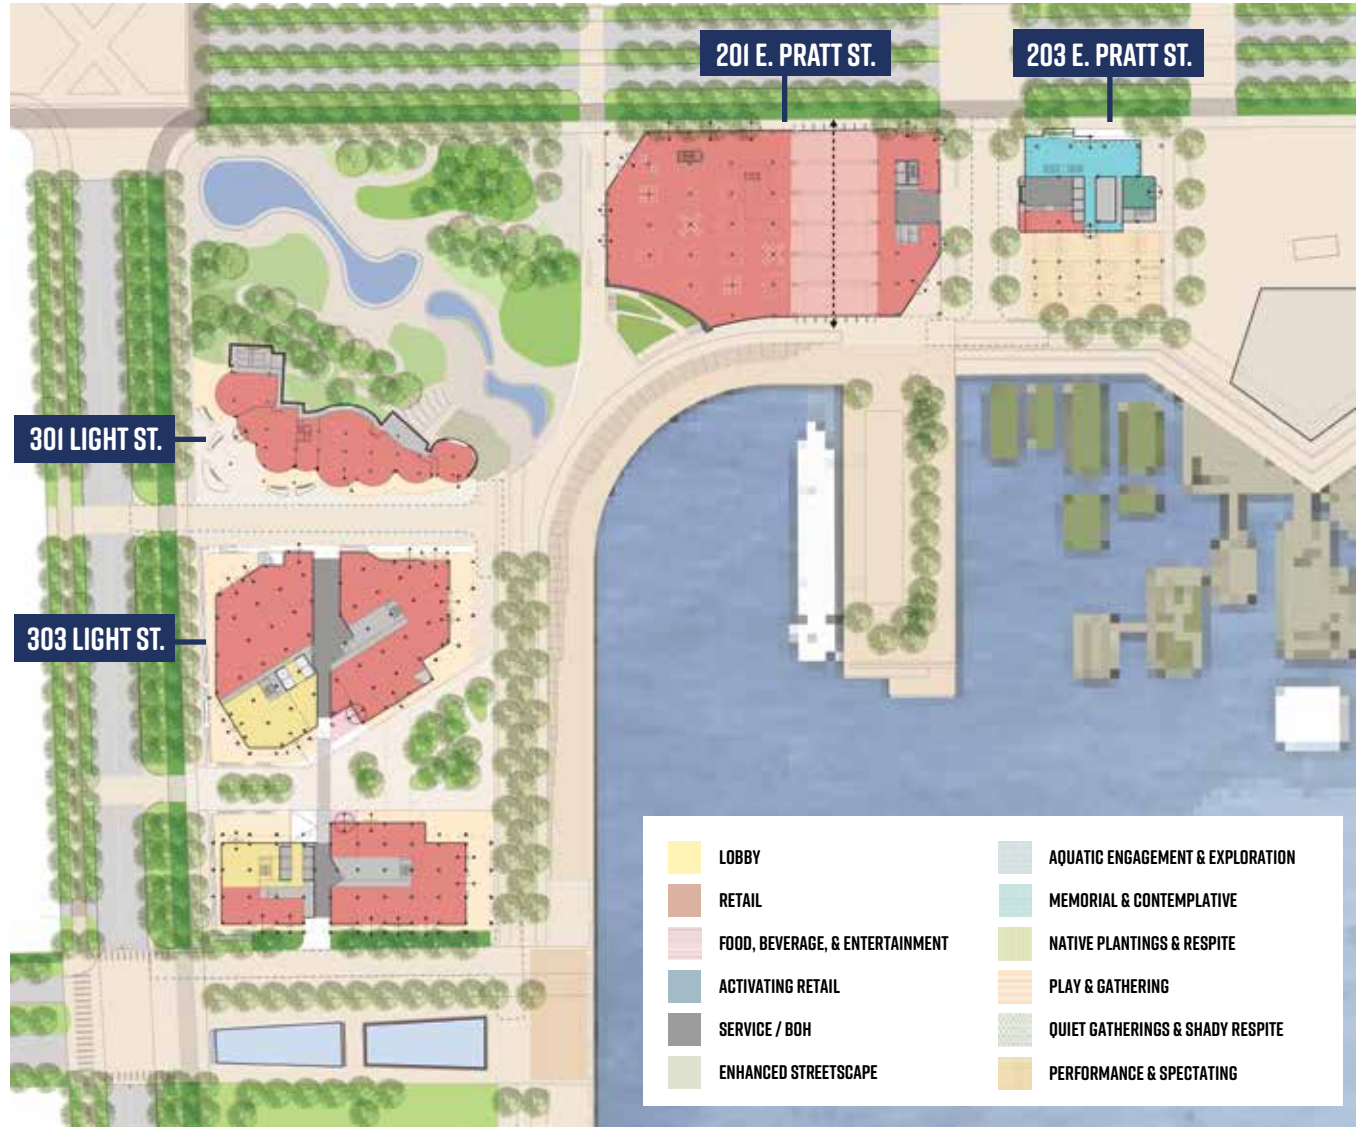 201 E. PRATT ST.
203 E. PRATT ST.
301 LIGHT ST.
303 LIGHT ST.
LOBBY
RETAIL
FOOD, BEVERAGE, & ENTERTAINMENT
ACTIVATING RETAIL
SERVICE / BOH
ENHANCED STREETSCAPE
AQUATIC ENGAGEMENT & EXPLORATION
MEMORIAL & CONTEMPLATIVE
NATIVE PLANTINGS & RESPITE
PLAY & GATHERING
QUIET GATHERINGS & SHADY RESPITE
PERFORMANCE & SPECTATING